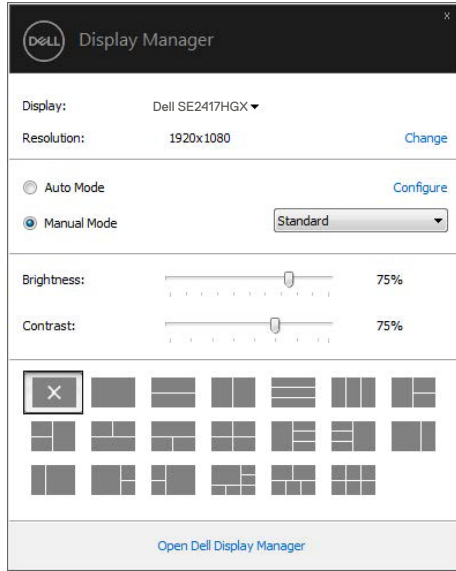 x
DELL Display Manager
Display: Dell SE2417HGX
Resolution: 1920x1080 Change
Auto Mode Configure
Manual Mode Standard
Brightness: 75%
Contrast: 75%
Open Dell Display Manager